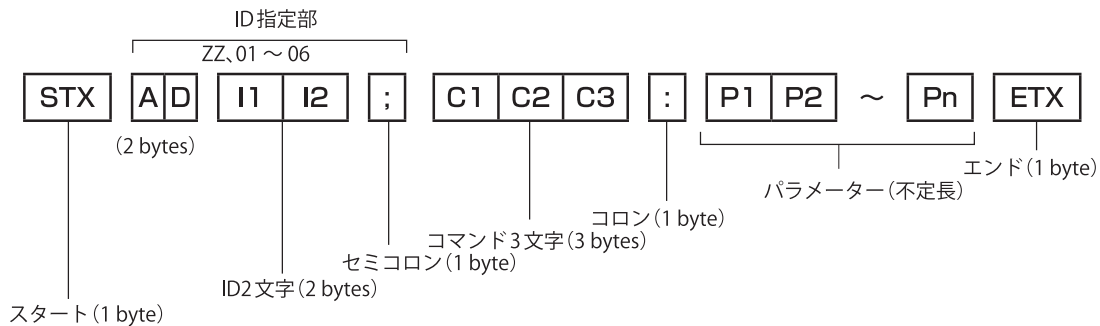 ID指定部
ZZ、01～06
STX A D I1 I2 ; C1 C2 C3 : P1 P2 ～ Pn ETX
(2 bytes)
エンド(1 byte)
パラメーター(不定長)
コロン(1 byte)
コマンド3文字(3 bytes)
セミコロン(1 byte)
ID2文字(2 bytes)
スタート(1 byte)